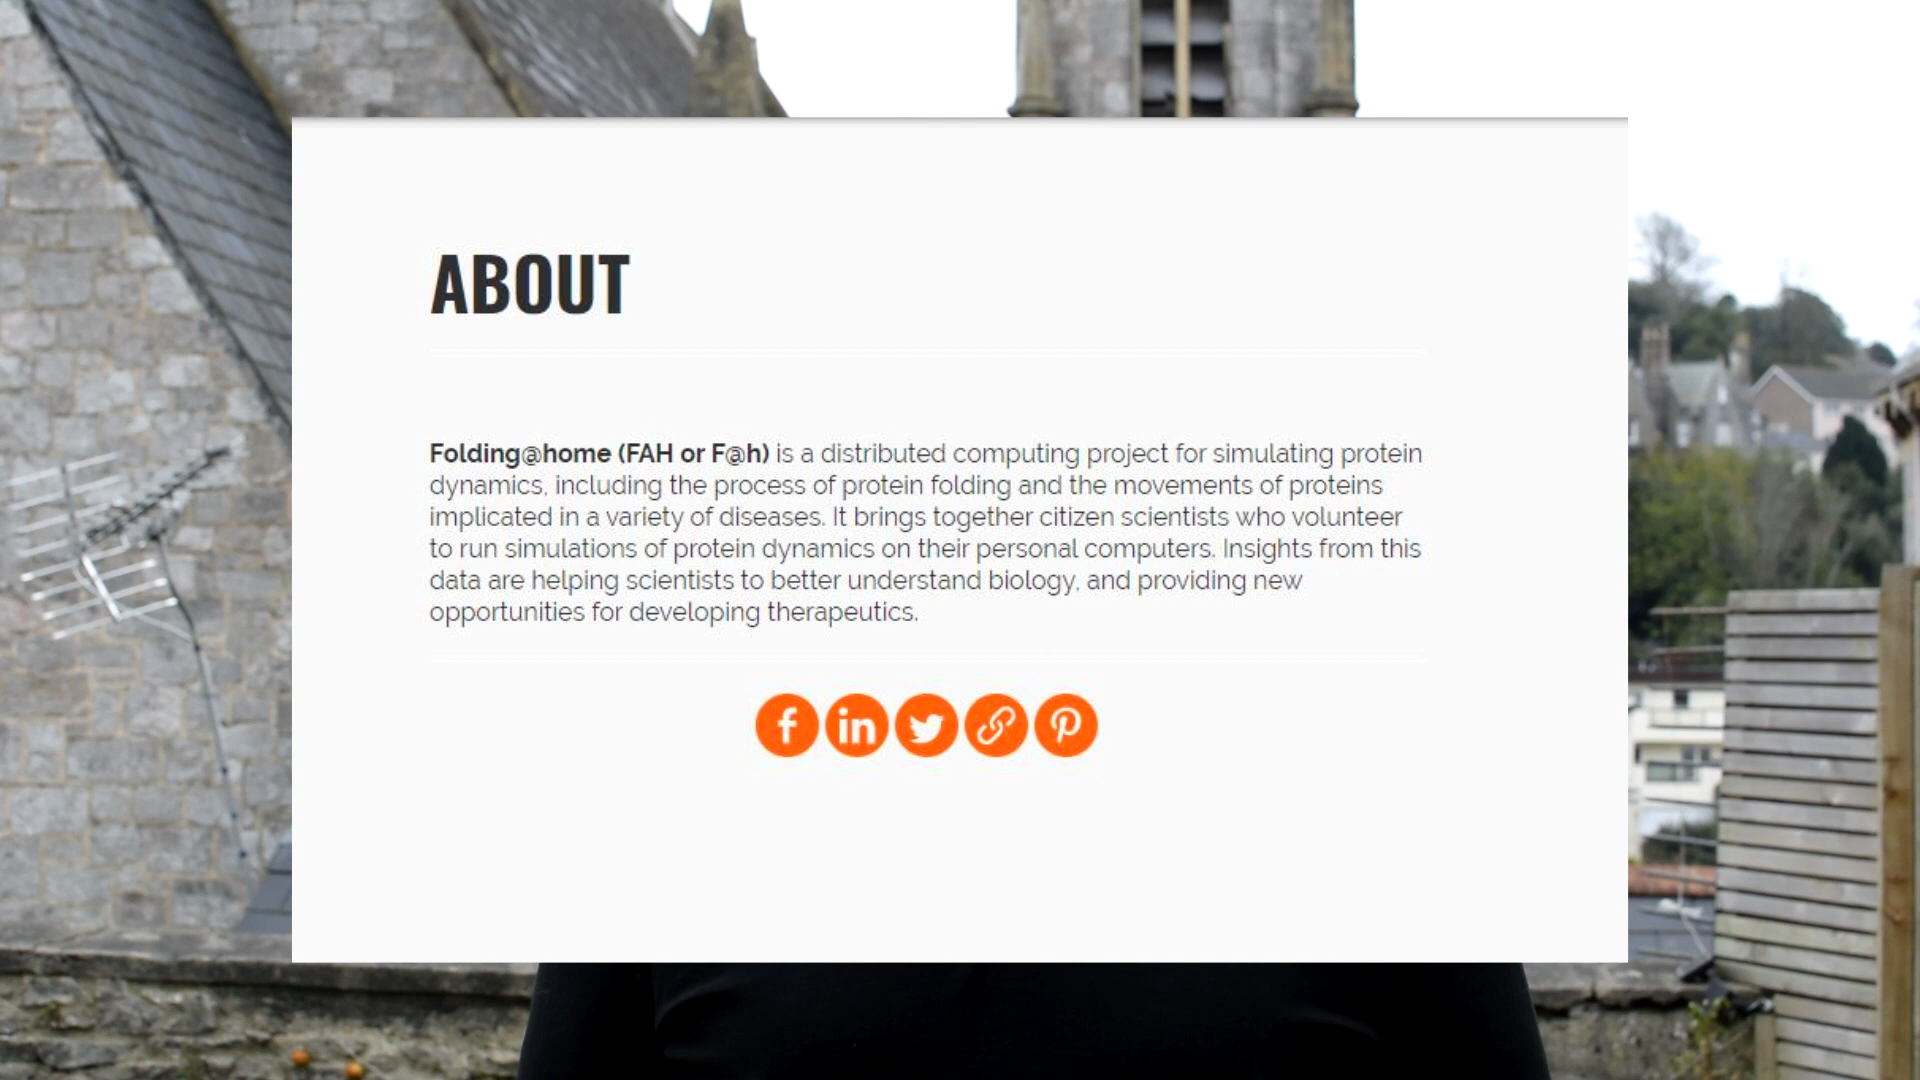 ABOUT
Folding@home (FAH or F@h) is a distributed computing project for simulating protein
dynamics, including the process of protein folding and the movements of proteins
implicated in a variety of diseases. It brings together citizen scientists who volunteer
to run simulations of protein dynamics on their personal computers. Insights from this
data are helping scientists to better understand biology, and providing new
opportunities for developing therapeutics.